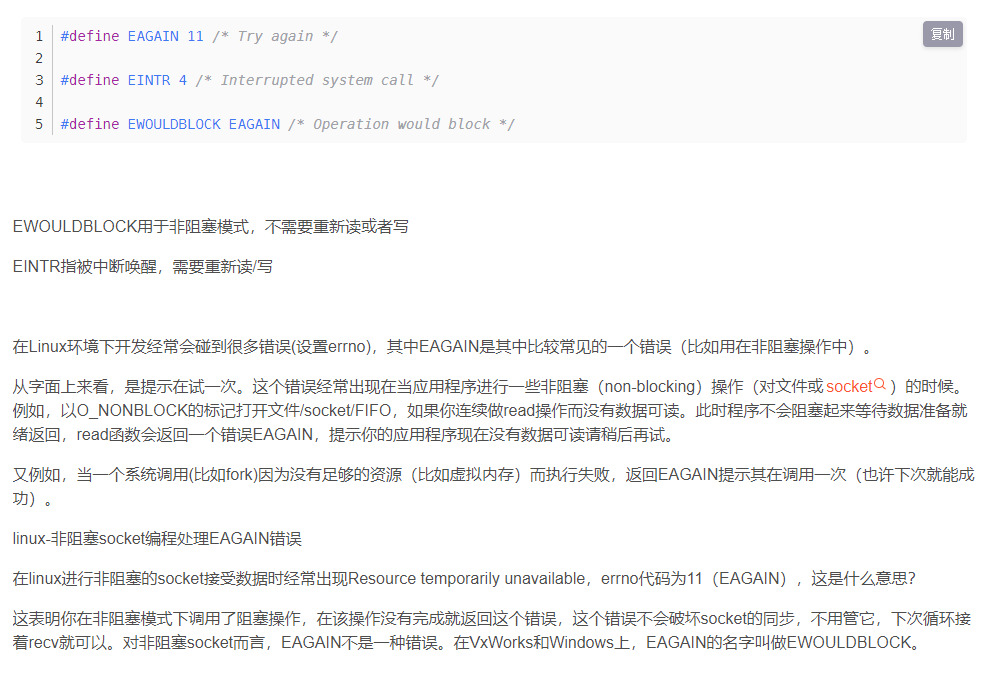 复制
1 #define EAGAIN 11 /* Try again */
2
3 #define EINTR 4 /* Interrupted system call */
4
5 #define EWOULDBLOCK EAGAIN /* Operation would block */
EWOULDBLOCK用于非阻塞模式，不需要重新读或者写
EINTR指被中断唤醒，需要重新读/写
在Linux环境下开发经常会碰到很多错误(设置errno)，其中EAGAIN是其中比较常见的一个错误（比如用在非阻塞操作中）。
从字面上来看，是提示在试一次。这个错误经常出现在当应用程序进行一些非阻塞（non-blocking）操作（对文件或socket）的时候。
例如，以O_NONBLOCK的标记打开文件/socket/FIFO，如果你连续做read操作而没有数据可读。此时程序不会阻塞起来等待数据准备就
绪返回，read函数会返回一个错误EAGAIN，提示你的应用程序现在没有数据可读请稍后再试。
又例如，当一个系统调用(比如fork)因为没有足够的资源（比如虚拟内存）而执行失败，返回EAGAIN提示其在调用一次（也许下次就能成
功）。
linux-非阻塞socket编程处理EAGAIN错误
在linux进行非阻塞的socket接受数据时经常出现Resource temporarily unavailable，errno代码为11（EAGAIN），这是什么意思？
这表明你在非阻塞模式下调用了阻塞操作，在该操作没有完成就返回这个错误，这个错误不会破坏socket的同步，不用管它，下次循环接
着recv就可以。对非阻塞socket而言，EAGAIN不是一种错误。在VxWorks和Windows上，EAGAIN的名字叫做EWOULDBLOCK。